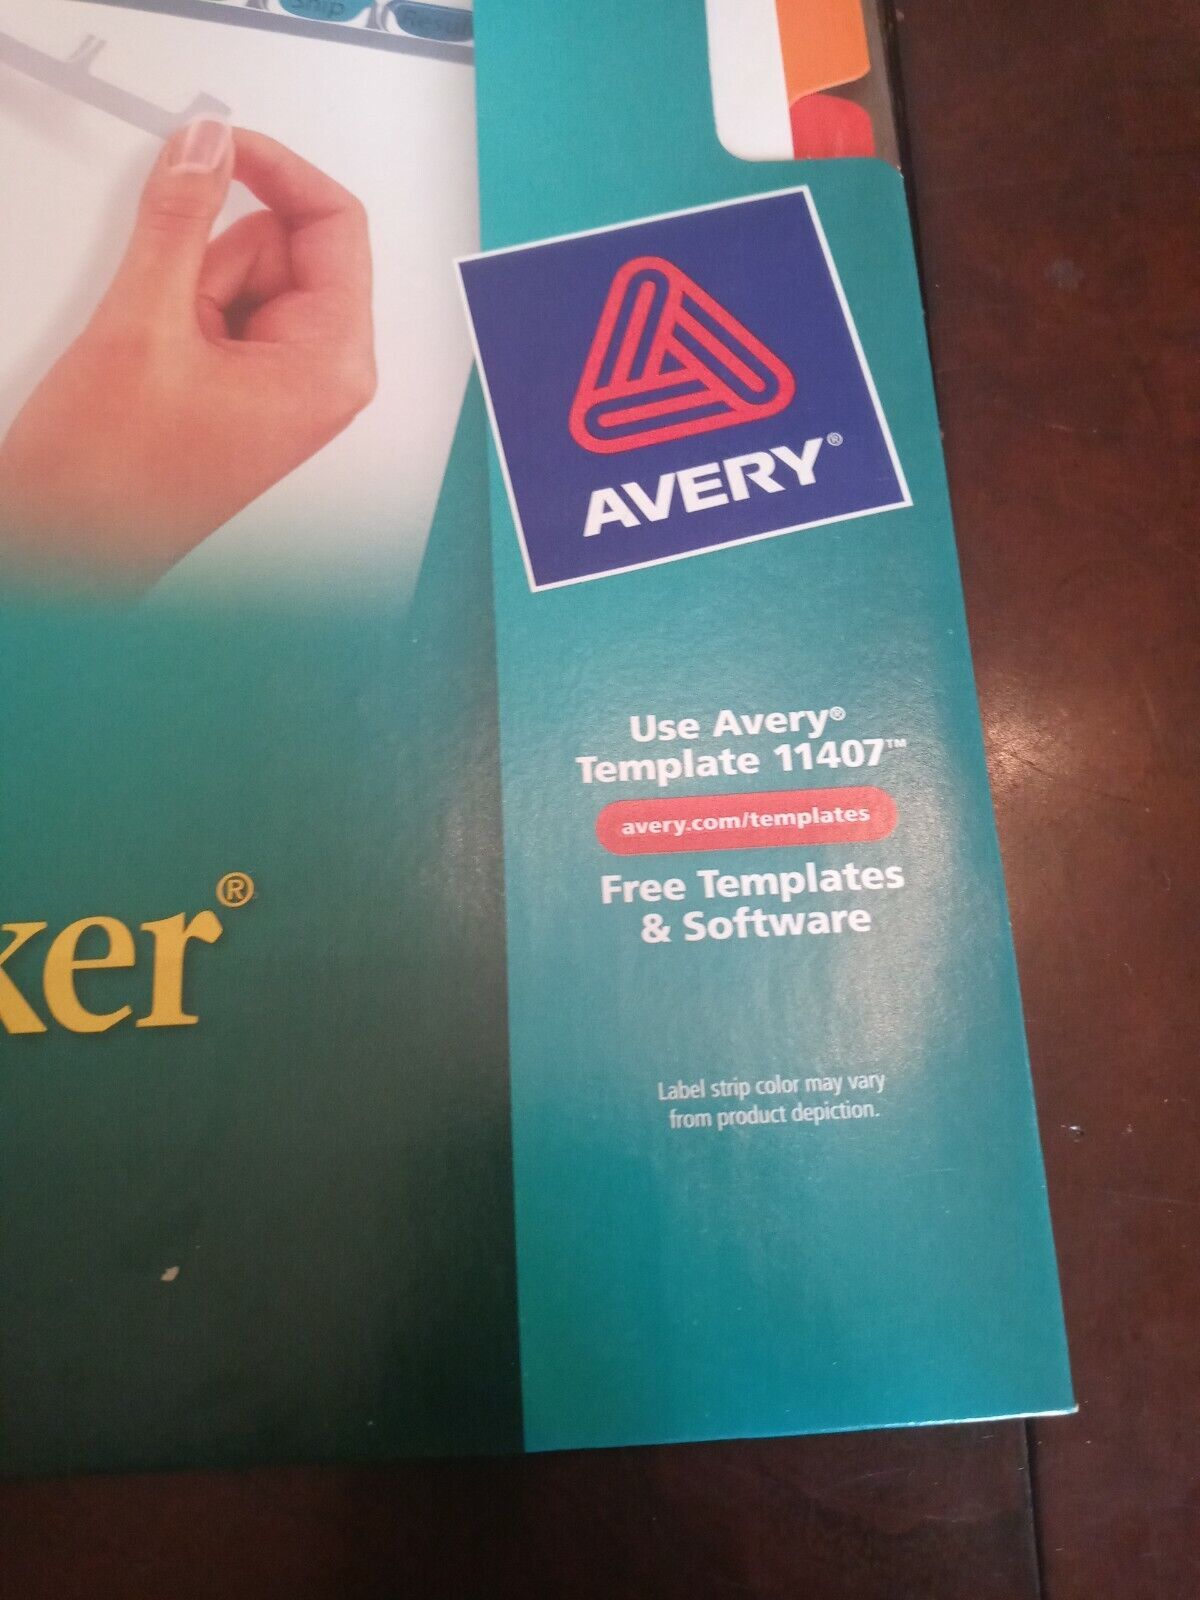 Ship
AVERY®
Use Avery®
Template 11407™
avery.com/templates
Free Templates
& Software
ker®
Label strip color may vary
from product depiction.